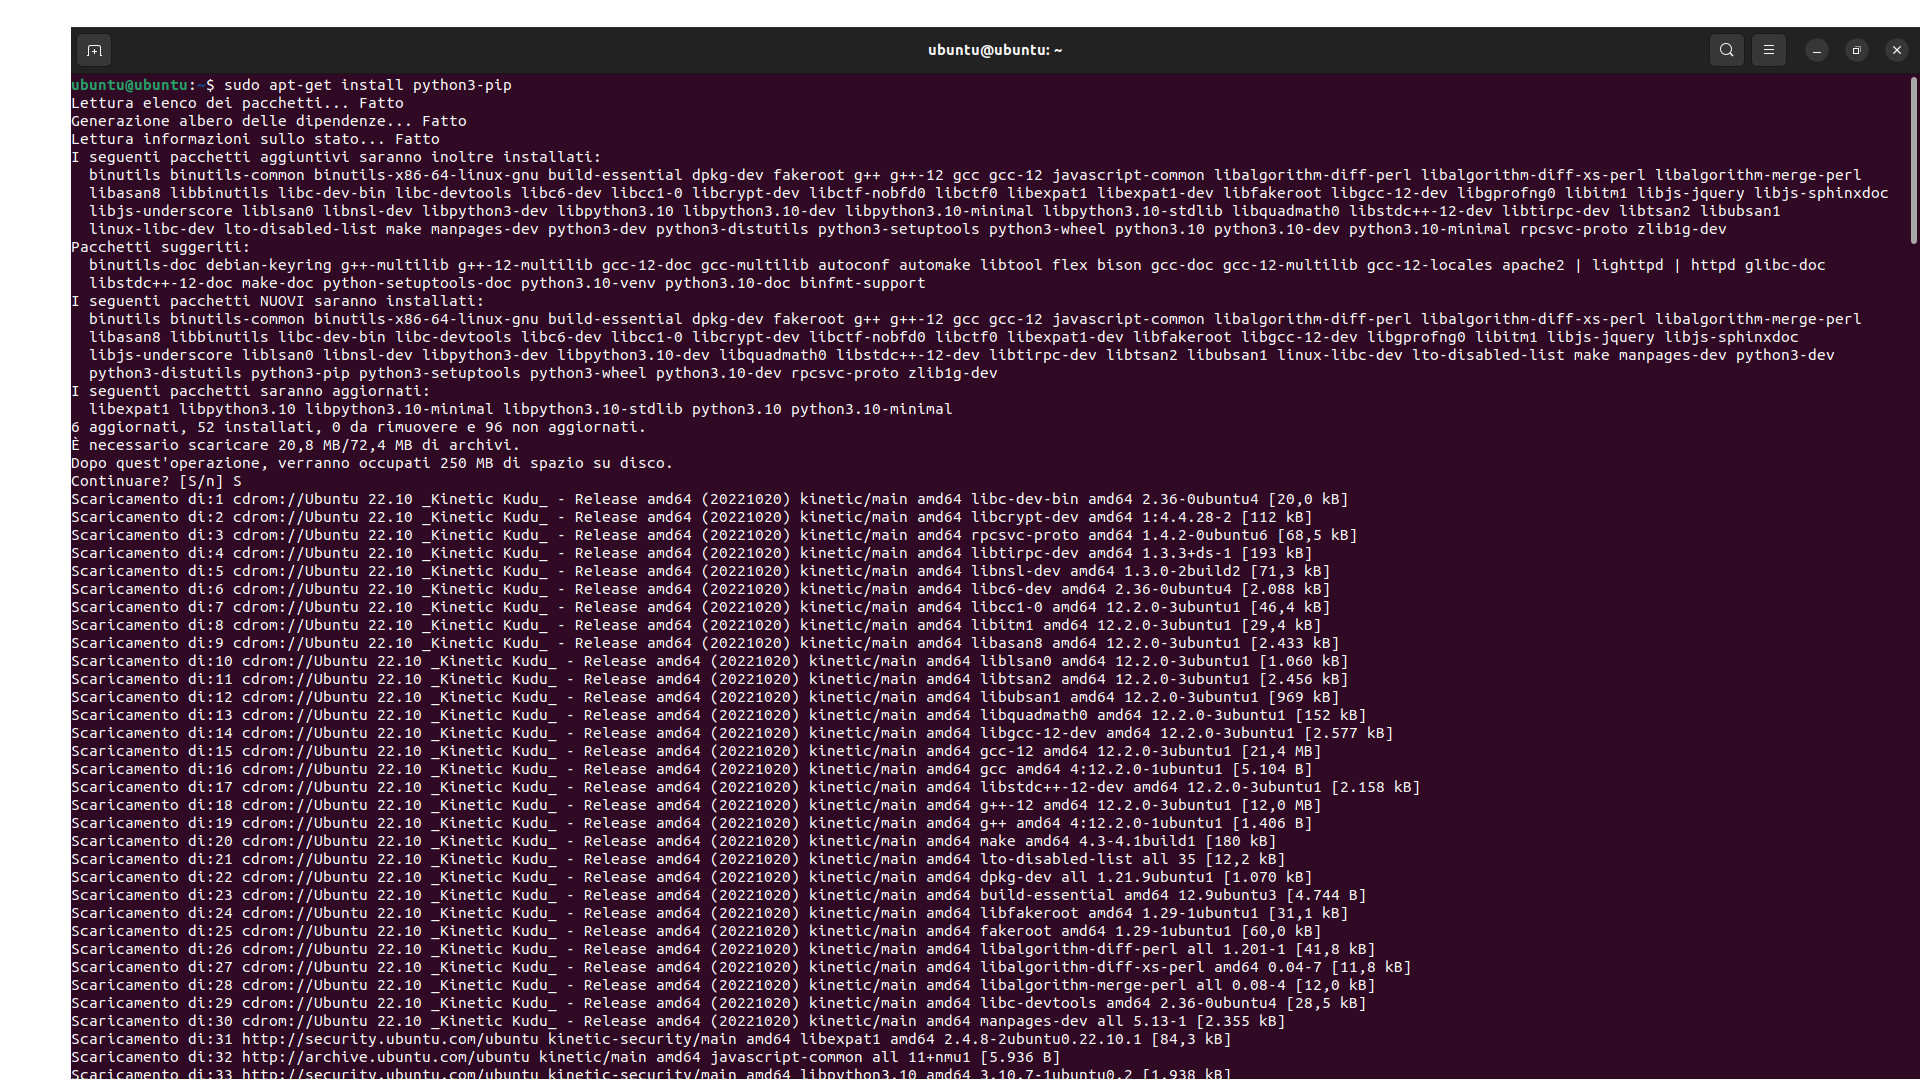 ubuntu@ubuntu: ~
ubuntu@ubuntu:~$ sudo apt-get install python3-pip
Lettura elenco dei pacchetti... Fatto
Generazione albero delle dipendenze... Fatto
Lettura informazioni sullo stato... Fatto
I seguenti pacchetti aggiuntivi saranno inoltre installati:
  binutils binutils-common binutils-x86-64-linux-gnu build-essential dpkg-dev fakeroot g++ g++-12 gcc gcc-12 javascript-common libalgorithm-diff-perl libalgorithm-diff-xs-perl libalgorithm-merge-perl
  libasan8 libbinutils libc-dev-bin libc-devtools libc6-dev libcc1-0 libcrypt-dev libctf-nobfd0 libctf0 libexpat1 libexpat1-dev libfakeroot libgcc-12-dev libgprofng0 libitm1 libjs-jquery libjs-sphinxdoc
  libjs-underscore liblsan0 libnsl-dev libpython3-dev libpython3.10 libpython3.10-dev libpython3.10-minimal libpython3.10-stdlib libquadmath0 libstdc++-12-dev libtirpc-dev libtsan2 libubsan1
  linux-libc-dev lto-disabled-list make manpages-dev python3-dev python3-distutils python3-setuptools python3-wheel python3.10 python3.10-dev python3.10-minimal rpcsvc-proto zlib1g-dev
Pacchetti suggeriti:
  binutils-doc debian-keyring g++-multilib g++-12-multilib gcc-12-doc gcc-multilib autoconf automake libtool flex bison gcc-doc gcc-12-multilib gcc-12-locales apache2 | lighttpd | httpd glibc-doc
  libstdc++-12-doc make-doc python-setuptools-doc python3.10-venv python3.10-doc binfmt-support
I seguenti pacchetti NUOVI saranno installati:
  binutils binutils-common binutils-x86-64-linux-gnu build-essential dpkg-dev fakeroot g++ g++-12 gcc gcc-12 javascript-common libalgorithm-diff-perl libalgorithm-diff-xs-perl libalgorithm-merge-perl
  libasan8 libbinutils libc-dev-bin libc-devtools libc6-dev libcc1-0 libcrypt-dev libctf-nobfd0 libctf0 libexpat1-dev libfakeroot libgcc-12-dev libgprofng0 libitm1 libjs-jquery libjs-sphinxdoc
  libjs-underscore liblsan0 libnsl-dev libpython3-dev libpython3.10-dev libquadmath0 libstdc++-12-dev libtirpc-dev libtsan2 libubsan1 linux-libc-dev lto-disabled-list make manpages-dev python3-dev
  python3-distutils python3-pip python3-setuptools python3-wheel python3.10-dev rpcsvc-proto zlib1g-dev
I seguenti pacchetti saranno aggiornati:
  libexpat1 libpython3.10 libpython3.10-minimal libpython3.10-stdlib python3.10 python3.10-minimal
6 aggiornati, 52 installati, 0 da rimuovere e 96 non aggiornati.
È necessario scaricare 20,8 MB/72,4 MB di archivi.
Dopo quest'operazione, verranno occupati 250 MB di spazio su disco.
Continuare? [S/n] S
Scaricamento di:1 cdrom://Ubuntu 22.10 _Kinetic Kudu_ - Release amd64 (20221020) kinetic/main amd64 libc-dev-bin amd64 2.36-0ubuntu4 [20,0 kB]
Scaricamento di:2 cdrom://Ubuntu 22.10 _Kinetic Kudu_ - Release amd64 (20221020) kinetic/main amd64 libcrypt-dev amd64 1:4.4.28-2 [112 kB]
Scaricamento di:3 cdrom://Ubuntu 22.10 _Kinetic Kudu_ - Release amd64 (20221020) kinetic/main amd64 rpcsvc-proto amd64 1.4.2-0ubuntu6 [68,5 kB]
Scaricamento di:4 cdrom://Ubuntu 22.10 _Kinetic Kudu_ - Release amd64 (20221020) kinetic/main amd64 libtirpc-dev amd64 1.3.3+ds-1 [193 kB]
Scaricamento di:5 cdrom://Ubuntu 22.10 _Kinetic Kudu_ - Release amd64 (20221020) kinetic/main amd64 libnsl-dev amd64 1.3.0-2build2 [71,3 kB]
Scaricamento di:6 cdrom://Ubuntu 22.10 _Kinetic Kudu_ - Release amd64 (20221020) kinetic/main amd64 libc6-dev amd64 2.36-0ubuntu4 [2.088 kB]
Scaricamento di:7 cdrom://Ubuntu 22.10 _Kinetic Kudu_ - Release amd64 (20221020) kinetic/main amd64 libcc1-0 amd64 12.2.0-3ubuntu1 [46,4 kB]
Scaricamento di:8 cdrom://Ubuntu 22.10 _Kinetic Kudu_ - Release amd64 (20221020) kinetic/main amd64 libitm1 amd64 12.2.0-3ubuntu1 [29,4 kB]
Scaricamento di:9 cdrom://Ubuntu 22.10 _Kinetic Kudu_ - Release amd64 (20221020) kinetic/main amd64 libasan8 amd64 12.2.0-3ubuntu1 [2.433 kB]
Scaricamento di:10 cdrom://Ubuntu 22.10 _Kinetic Kudu_ - Release amd64 (20221020) kinetic/main amd64 liblsan0 amd64 12.2.0-3ubuntu1 [1.060 kB]
Scaricamento di:11 cdrom://Ubuntu 22.10 _Kinetic Kudu_ - Release amd64 (20221020) kinetic/main amd64 libtsan2 amd64 12.2.0-3ubuntu1 [2.456 kB]
Scaricamento di:12 cdrom://Ubuntu 22.10 _Kinetic Kudu_ - Release amd64 (20221020) kinetic/main amd64 libubsan1 amd64 12.2.0-3ubuntu1 [969 kB]
Scaricamento di:13 cdrom://Ubuntu 22.10 _Kinetic Kudu_ - Release amd64 (20221020) kinetic/main amd64 libquadmath0 amd64 12.2.0-3ubuntu1 [152 kB]
Scaricamento di:14 cdrom://Ubuntu 22.10 _Kinetic Kudu_ - Release amd64 (20221020) kinetic/main amd64 libgcc-12-dev amd64 12.2.0-3ubuntu1 [2.577 kB]
Scaricamento di:15 cdrom://Ubuntu 22.10 _Kinetic Kudu_ - Release amd64 (20221020) kinetic/main amd64 gcc-12 amd64 12.2.0-3ubuntu1 [21,4 MB]
Scaricamento di:16 cdrom://Ubuntu 22.10 _Kinetic Kudu_ - Release amd64 (20221020) kinetic/main amd64 gcc amd64 4:12.2.0-1ubuntu1 [5.104 B]
Scaricamento di:17 cdrom://Ubuntu 22.10 _Kinetic Kudu_ - Release amd64 (20221020) kinetic/main amd64 libstdc++-12-dev amd64 12.2.0-3ubuntu1 [2.158 kB]
Scaricamento di:18 cdrom://Ubuntu 22.10 _Kinetic Kudu_ - Release amd64 (20221020) kinetic/main amd64 g++-12 amd64 12.2.0-3ubuntu1 [12,0 MB]
Scaricamento di:19 cdrom://Ubuntu 22.10 _Kinetic Kudu_ - Release amd64 (20221020) kinetic/main amd64 g++ amd64 4:12.2.0-1ubuntu1 [1.406 B]
Scaricamento di:20 cdrom://Ubuntu 22.10 _Kinetic Kudu_ - Release amd64 (20221020) kinetic/main amd64 make amd64 4.3-4.1build1 [180 kB]
Scaricamento di:21 cdrom://Ubuntu 22.10 _Kinetic Kudu_ - Release amd64 (20221020) kinetic/main amd64 lto-disabled-list all 35 [12,2 kB]
Scaricamento di:22 cdrom://Ubuntu 22.10 _Kinetic Kudu_ - Release amd64 (20221020) kinetic/main amd64 dpkg-dev all 1.21.9ubuntu1 [1.070 kB]
Scaricamento di:23 cdrom://Ubuntu 22.10 _Kinetic Kudu_ - Release amd64 (20221020) kinetic/main amd64 build-essential amd64 12.9ubuntu3 [4.744 B]
Scaricamento di:24 cdrom://Ubuntu 22.10 _Kinetic Kudu_ - Release amd64 (20221020) kinetic/main amd64 libfakeroot amd64 1.29-1ubuntu1 [31,1 kB]
Scaricamento di:25 cdrom://Ubuntu 22.10 _Kinetic Kudu_ - Release amd64 (20221020) kinetic/main amd64 fakeroot amd64 1.29-1ubuntu1 [60,0 kB]
Scaricamento di:26 cdrom://Ubuntu 22.10 _Kinetic Kudu_ - Release amd64 (20221020) kinetic/main amd64 libalgorithm-diff-perl all 1.201-1 [41,8 kB]
Scaricamento di:27 cdrom://Ubuntu 22.10 _Kinetic Kudu_ - Release amd64 (20221020) kinetic/main amd64 libalgorithm-diff-xs-perl amd64 0.04-7 [11,8 kB]
Scaricamento di:28 cdrom://Ubuntu 22.10 _Kinetic Kudu_ - Release amd64 (20221020) kinetic/main amd64 libalgorithm-merge-perl all 0.08-4 [12,0 kB]
Scaricamento di:29 cdrom://Ubuntu 22.10 _Kinetic Kudu_ - Release amd64 (20221020) kinetic/main amd64 libc-devtools amd64 2.36-0ubuntu4 [28,5 kB]
Scaricamento di:30 cdrom://Ubuntu 22.10 _Kinetic Kudu_ - Release amd64 (20221020) kinetic/main amd64 manpages-dev all 5.13-1 [2.355 kB]
Scaricamento di:31 http://security.ubuntu.com/ubuntu kinetic-security/main amd64 libexpat1 amd64 2.4.8-2ubuntu0.22.10.1 [84,3 kB]
Scaricamento di:32 http://archive.ubuntu.com/ubuntu kinetic/main amd64 javascript-common all 11+nmu1 [5.936 B]
Scaricamento di:33 http://security.ubuntu.com/ubuntu kinetic-security/main amd64 libpython3.10 amd64 3.10.7-1ubuntu0.2 [1.938 kB]